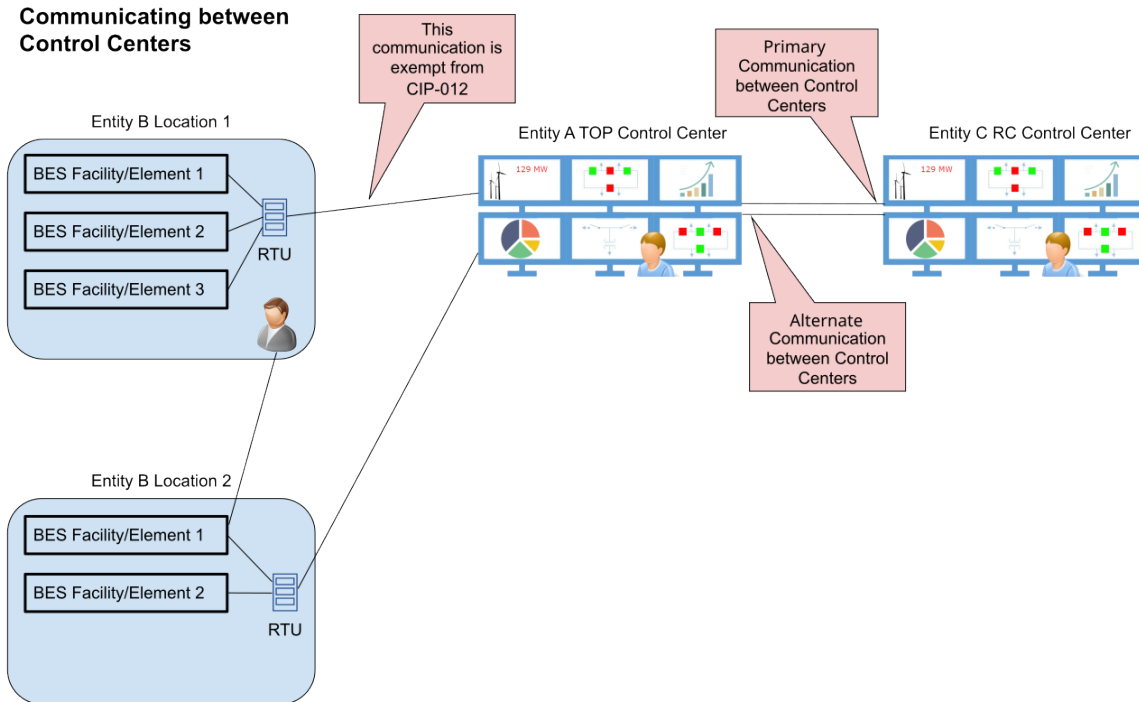 Communicating between
Control Centers
This
communication is
exempt from
CIP-012
Primary
Communication
between Control
Centers
Entity B Location 1
Entity A TOP Control Center
Entity C RC Control Center
BES Facility/Element 1
BES Facility/Element 2
BES Facility/Element 3
RTU
129 MW
129 MW
Alternate
Communication
between Control
Centers
Entity B Location 2
BES Facility/Element 1
BES Facility/Element 2
RTU